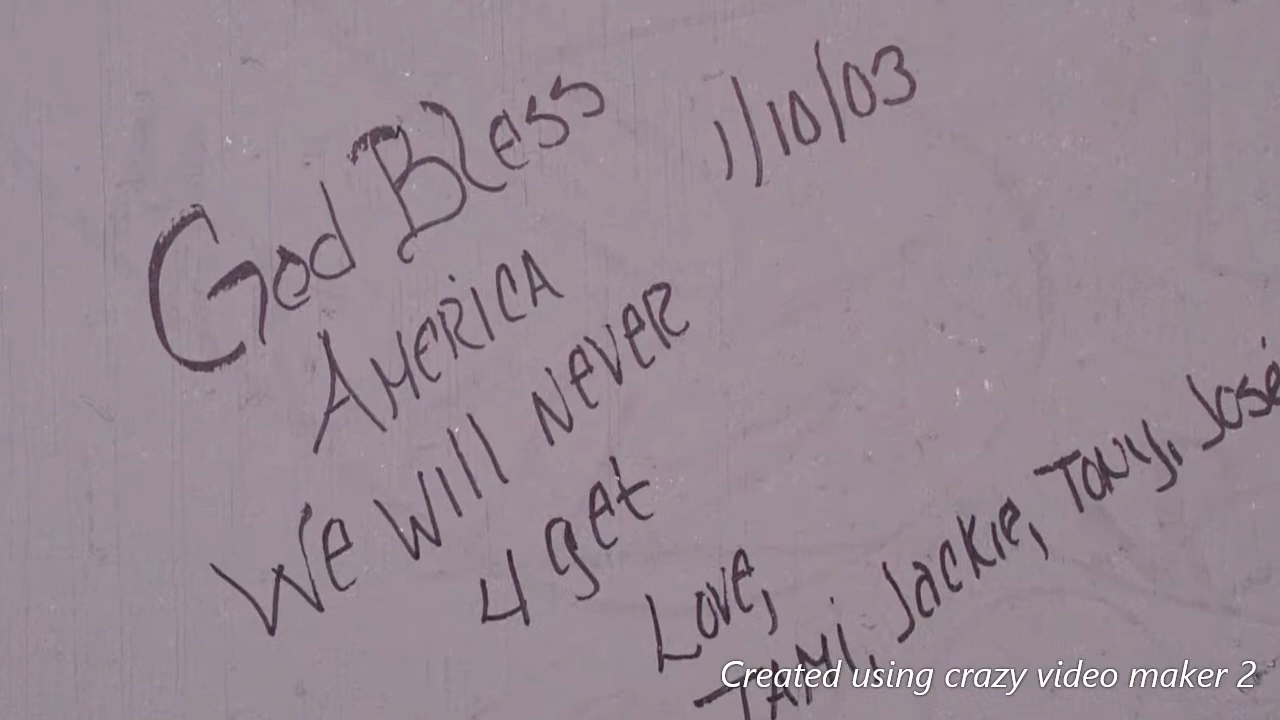 God Bless 1/10/03
AMERiCA
We Will NeVeR
4 get
Love,
TAMi, Jackie, TONY, José
Created using crazy video maker 2